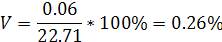 V = 0.06/22.71 * 100% = 0.26%